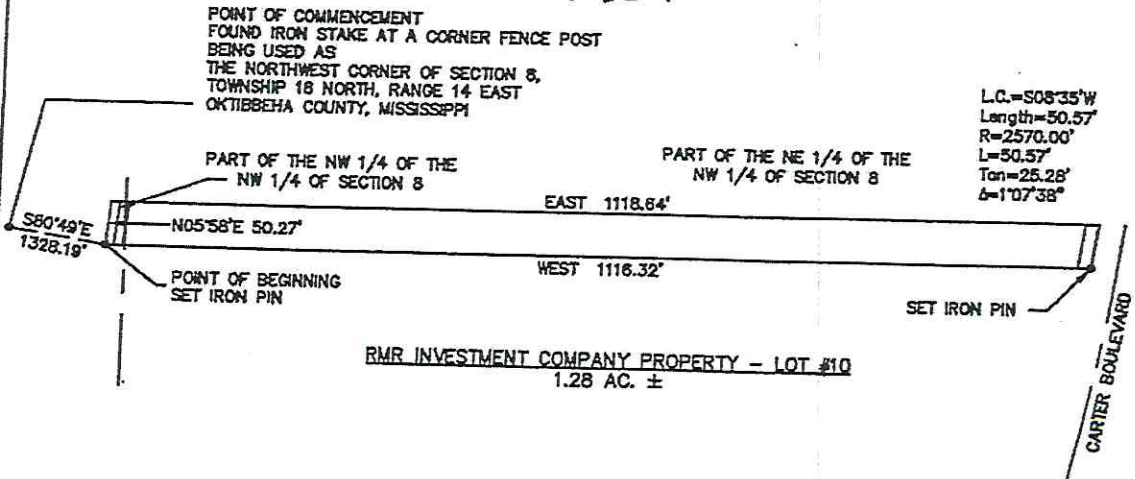 POINT OF COMMENCEMENT
FOUND IRON STAKE AT A CORNER FENCE POST
BEING USED AS
THE NORTHWEST CORNER OF SECTION 8,
TOWNSHIP 18 NORTH, RANGE 14 EAST
OKTIBBEHA COUNTY, MISSISSIPPI
L.C.=S08°35'W
Length=50.57'
R=2570.00'
L=50.57'
Tan=25.28'
Δ=1°07'38"
PART OF THE NW 1/4 OF THE
NW 1/4 OF SECTION 8
PART OF THE NE 1/4 OF THE
NW 1/4 OF SECTION 8
EAST 1118.64'
S80°49'E
1328.19'
N05°58'E 50.27'
WEST 1116.32'
POINT OF BEGINNING
SET IRON PIN
SET IRON PIN
CARTER BOULEVARD
RMR INVESTMENT COMPANY PROPERTY - LOT #10
1.28 AC. ±